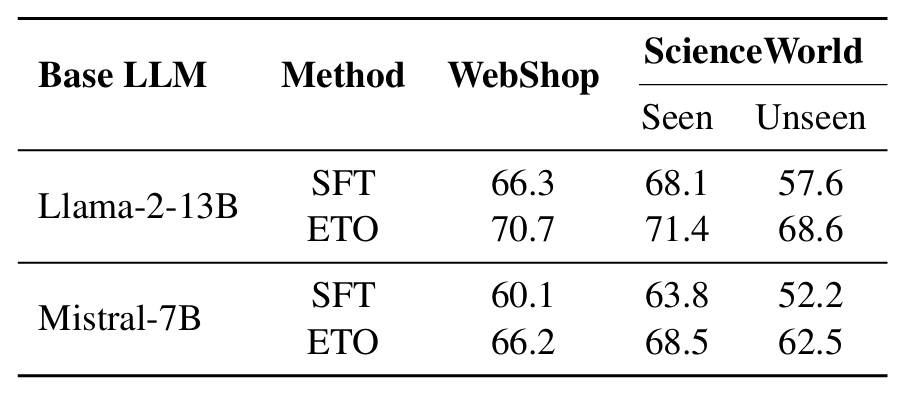 Base LLM Method WebShop ScienceWorld
Seen Unseen
Llama-2-13B SFT 66.3 68.1 57.6
ETO 70.7 71.4 68.6
Mistral-7B SFT 60.1 63.8 52.2
ETO 66.2 68.5 62.5